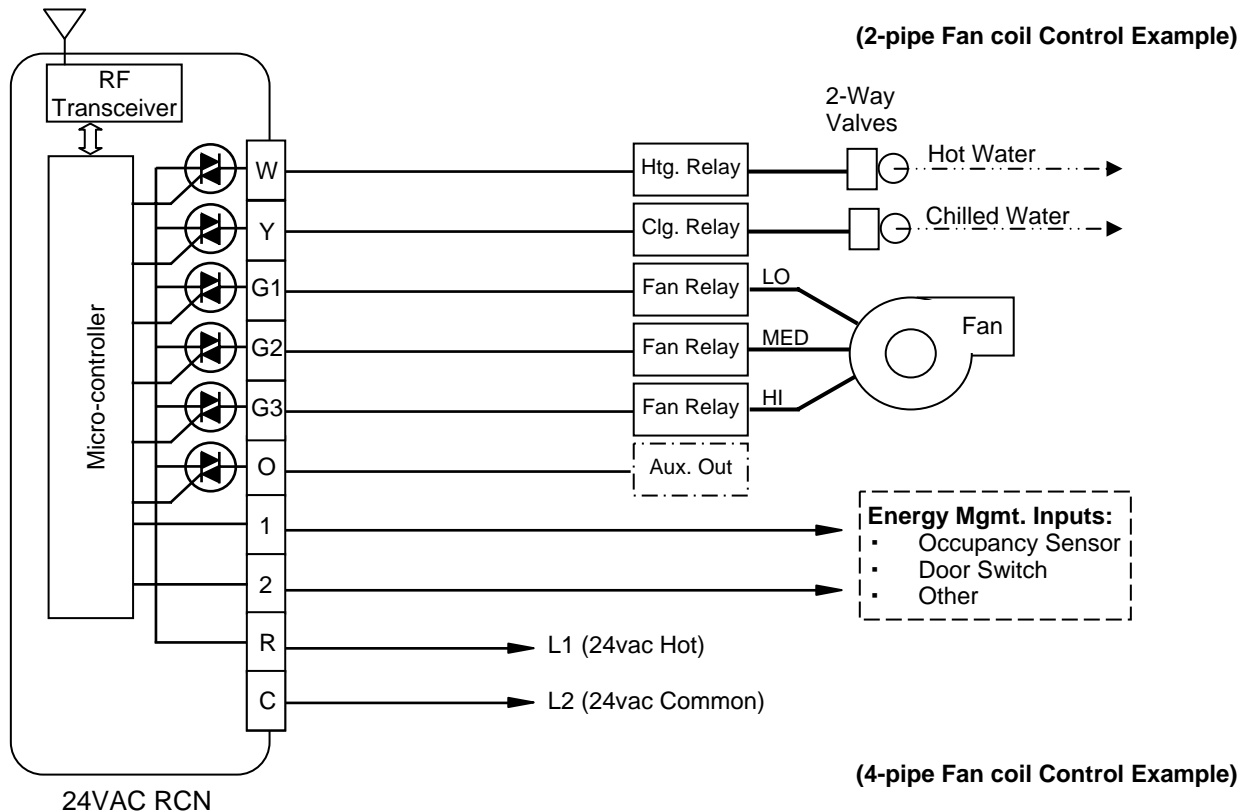 (2-pipe Fan coil Control Example)
RF
Transceiver
2-Way
Valves
W
Htg. Relay
Hot Water
Y
Clg. Relay
Chilled Water
G1
Fan Relay
LO
G2
Fan Relay
MED
Fan
G3
Fan Relay
HI
Micro-controller
O
Aux. Out
1
Energy Mgmt. Inputs:
▪ Occupancy Sensor
▪ Door Switch
▪ Other
2
R
L1 (24vac Hot)
C
L2 (24vac Common)
(4-pipe Fan coil Control Example)
24VAC RCN